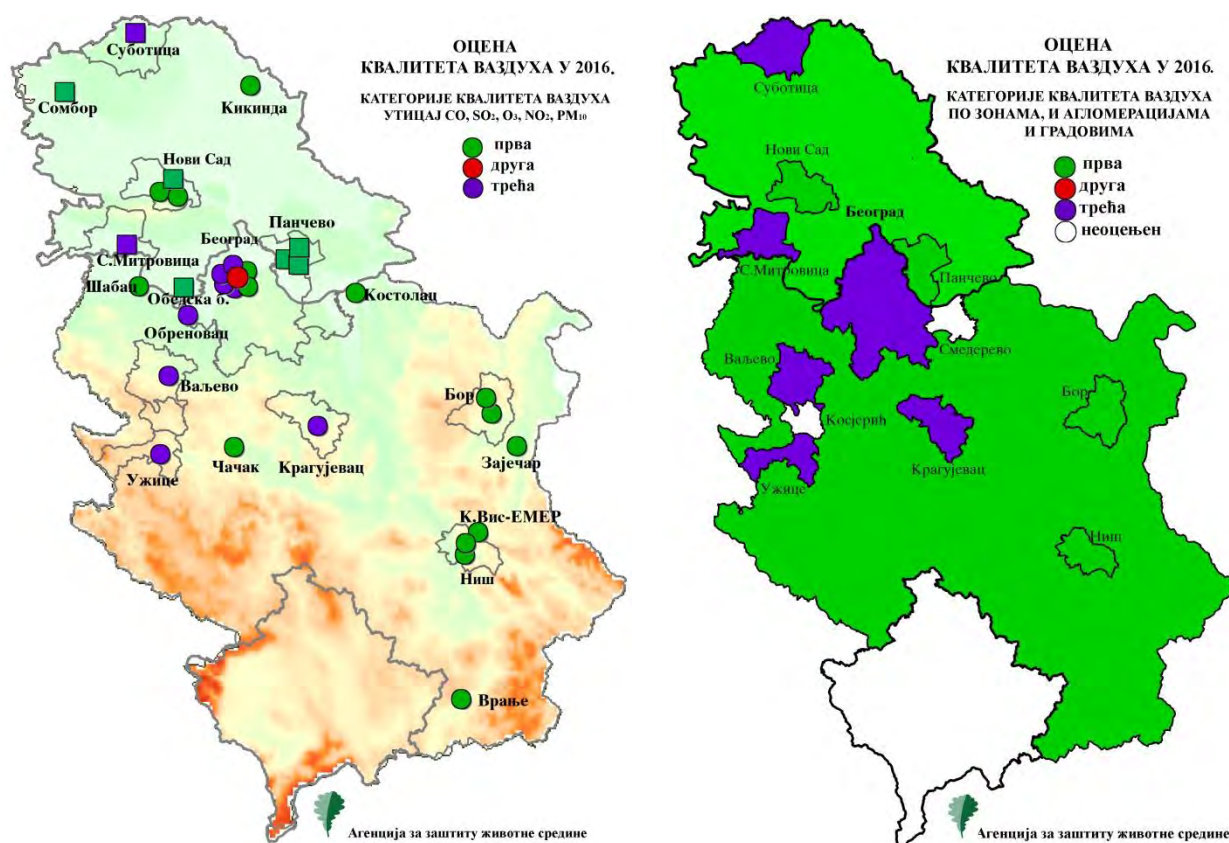 ОЦЕНА
КВАЛИТЕТА ВАЗДУХА У 2016.
КАТЕГОРИЈЕ КВАЛИТЕТА ВАЗДУХА
УТИЦАЈ CO, SO₂, O₃, NO₂, PM₁₀
прва
друга
трећа
Суботица
Сомбор
Кикинда
Нови Сад
Панчево
Београд
С.Митровица
Шабац
Обедска б.
Костолац
Обреновац
Ваљево
Бор
Ужице
Чачак
Крагујевац
Зајечар
К.Вис-ЕМЕР
Ниш
Врање
Агенција за заштиту животне средине
ОЦЕНА
КВАЛИТЕТА ВАЗДУХА У 2016.
КАТЕГОРИЈЕ КВАЛИТЕТА ВАЗДУХА
ПО ЗОНАМА, И АГЛОМЕРАЦИЈАМА
И ГРАДОВИМА
прва
друга
трећа
неоцењен
Суботица
Нови Сад
Београд
С.Митровица
Панчево
Смедерево
Ваљево
Косјерић
Бор
Крагујевац
Ужице
Ниш
Агенција за заштиту животне средине